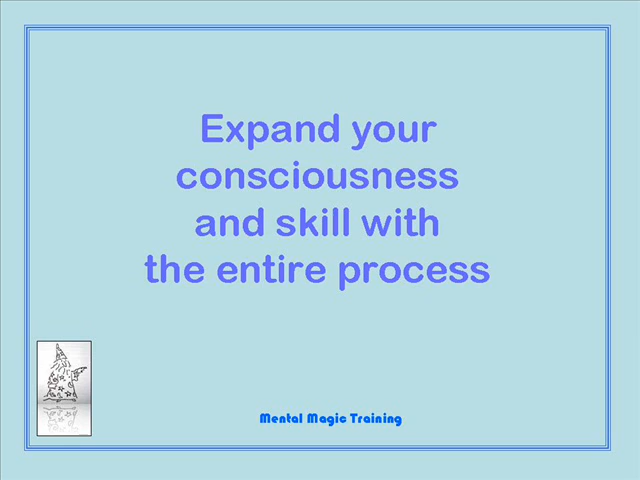 Expand your
consciousness
and skill with
the entire process
Mental Magic Training